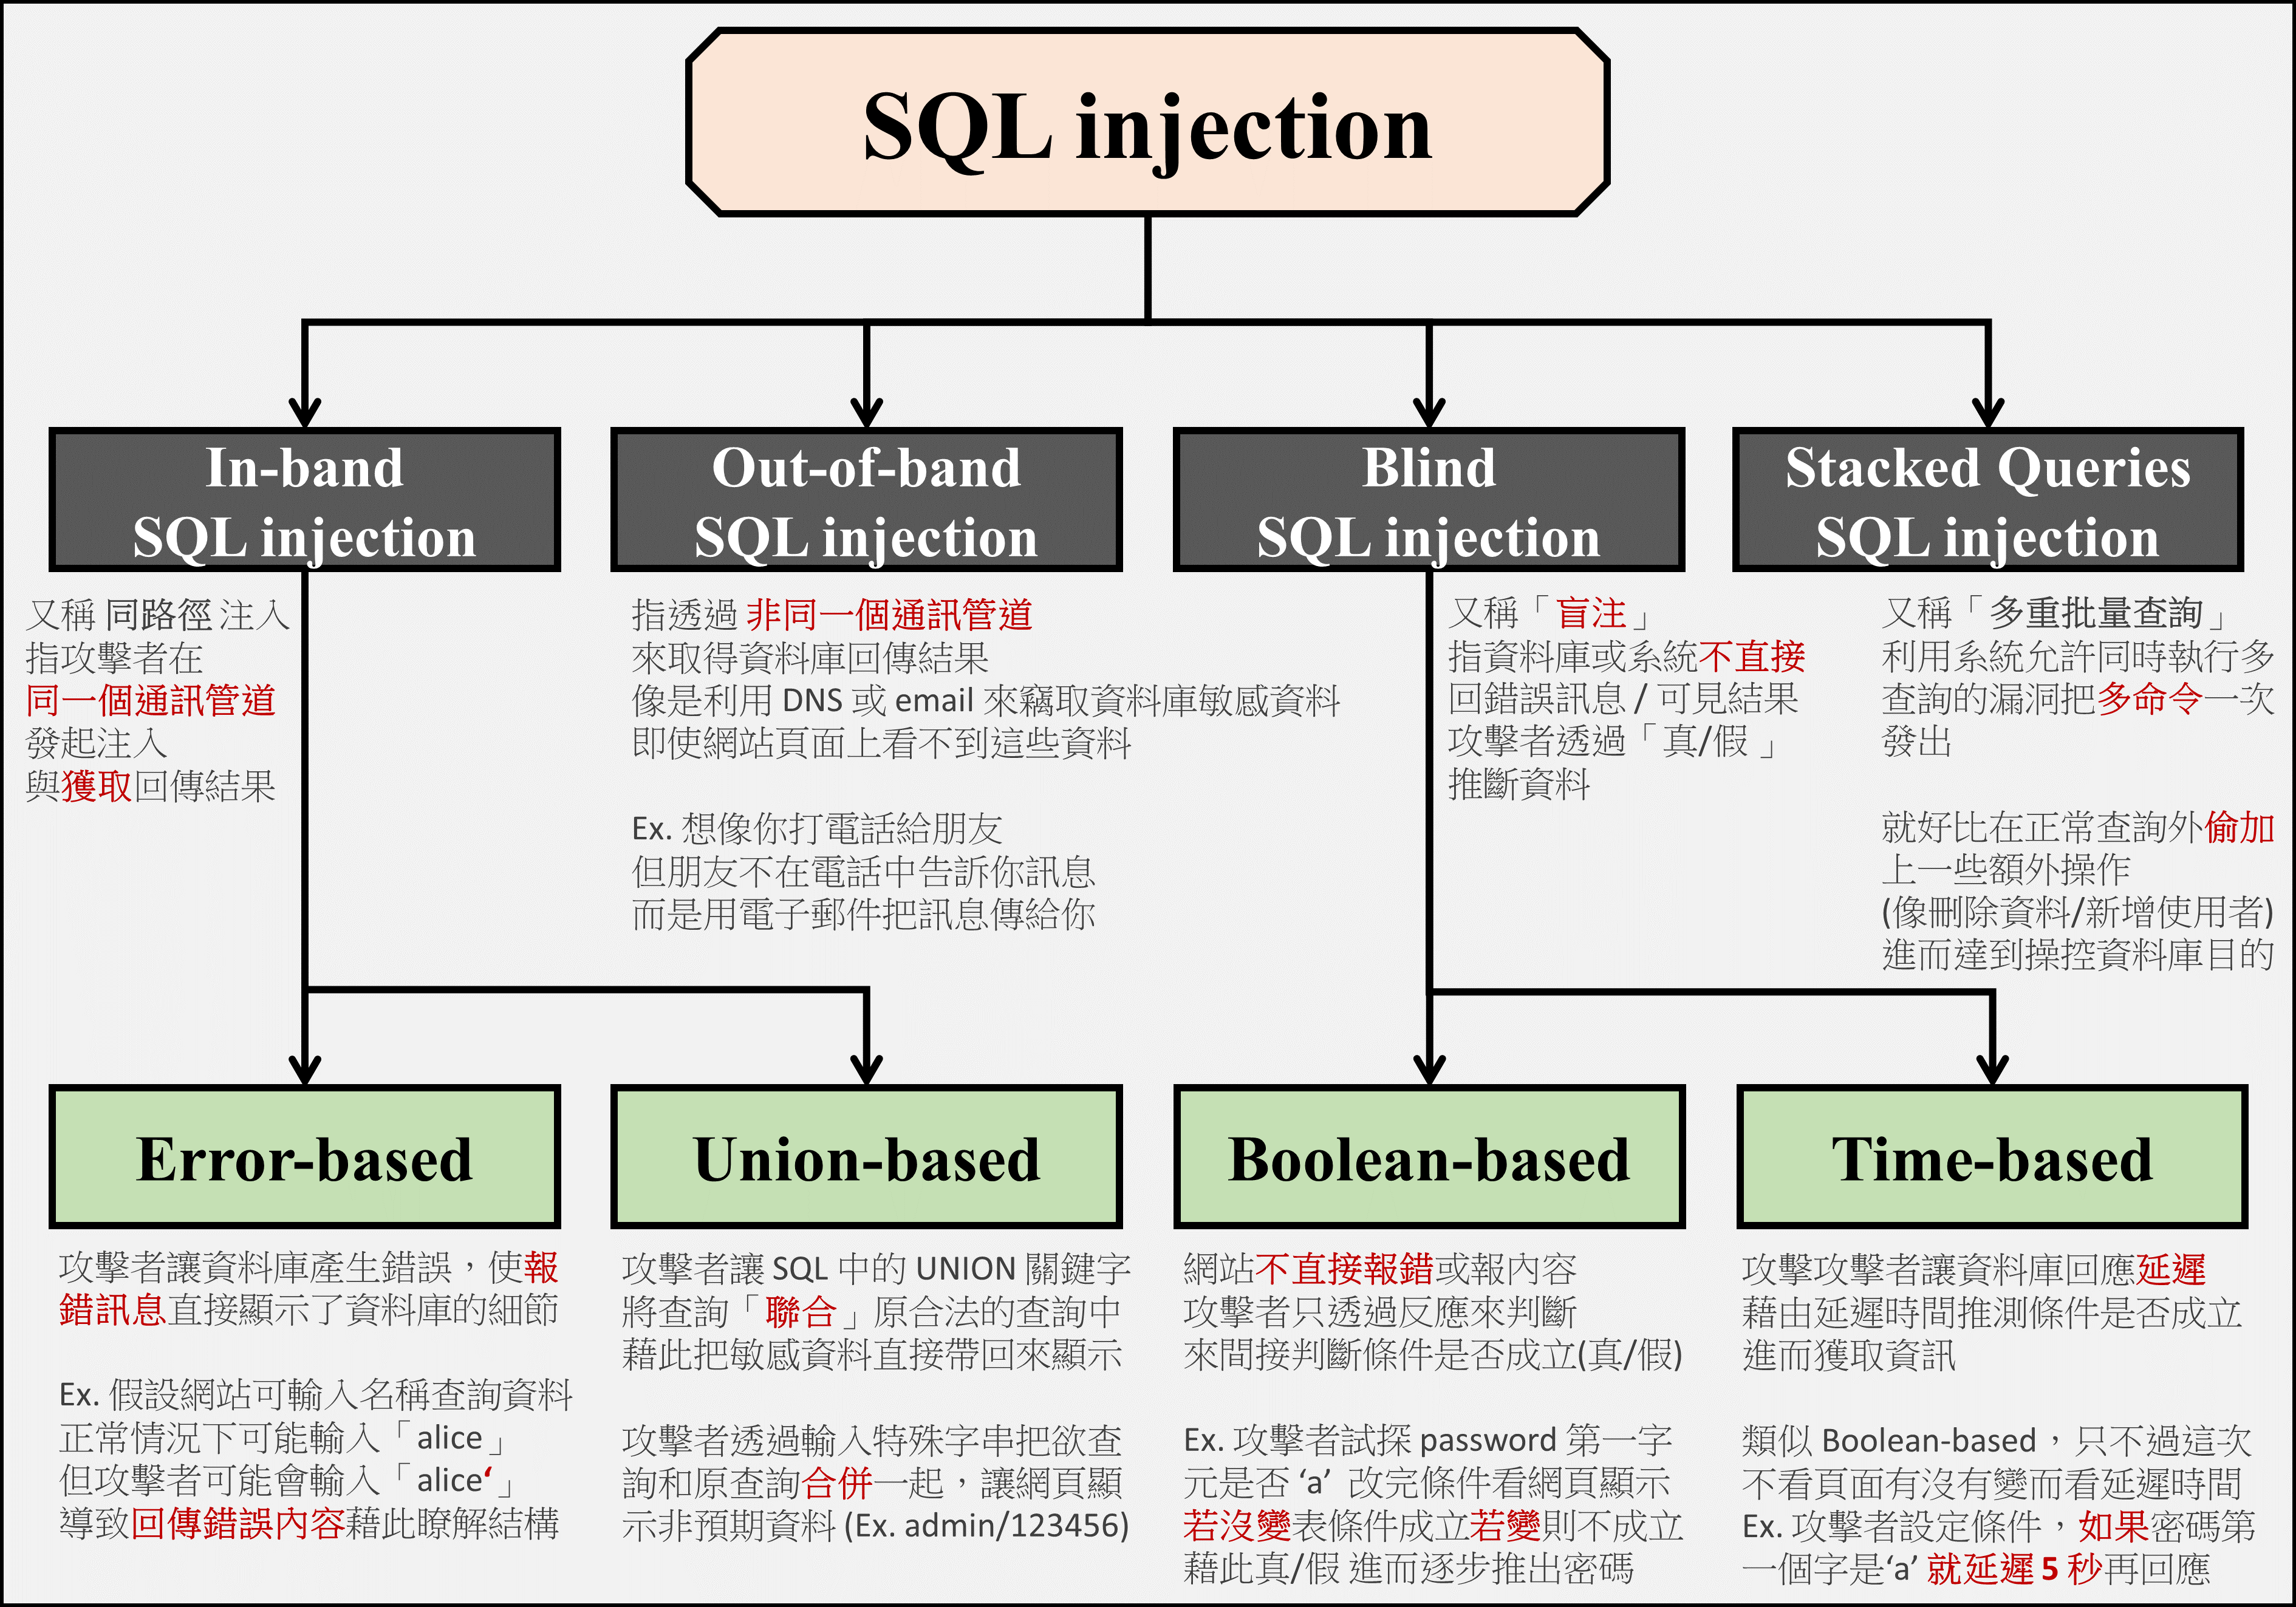 SQL injection
In-band
SQL injection
又稱 同路徑 注入
指攻擊者在
同一個通訊管道
發起注入
與獲取回傳結果
Out-of-band
SQL injection
指透過 非同一個通訊管道
來取得資料庫回傳結果
像是利用 DNS 或 email 來竊取資料庫敏感資料
即使網站頁面上看不到這些資料
Ex. 想像你打電話給朋友
但朋友不在電話中告訴你訊息
而是用電子郵件把訊息傳給你
Blind
SQL injection
又稱「盲注」
指資料庫或系統不直接
回錯誤訊息 / 可見結果
攻擊者透過「真/假 」
推斷資料
Stacked Queries
SQL injection
又稱「多重批量查詢」
利用系統允許同時執行多
查詢的漏洞把多命令一次
發出
就好比在正常查詢外偷加
上一些額外操作
(像刪除資料/新增使用者)
進而達到操控資料庫目的
Error-based
攻擊者讓資料庫產生錯誤，使報
錯訊息直接顯示了資料庫的細節
Ex. 假設網站可輸入名稱查詢資料
正常情況下可能輸入「alice」
但攻擊者可能會輸入「alice‘」
導致回傳錯誤內容藉此瞭解結構
Union-based
攻擊者讓 SQL 中的 UNION 關鍵字
將查詢「聯合」原合法的查詢中
藉此把敏感資料直接帶回來顯示
攻擊者透過輸入特殊字串把欲查
詢和原查詢合併一起，讓網頁顯
示非預期資料 (Ex. admin/123456)
Boolean-based
網站不直接報錯或報內容
攻擊者只透過反應來判斷
來間接判斷條件是否成立(真/假)
Ex. 攻擊者試探 password 第一字
元是否 ‘a’ 改完條件看網頁顯示
若沒變表條件成立若變則不成立
藉此真/假 進而逐步推出密碼
Time-based
攻擊攻擊者讓資料庫回應延遲
藉由延遲時間推測條件是否成立
進而獲取資訊
類似 Boolean-based，只不過這次
不看頁面有沒有變而看延遲時間
Ex. 攻擊者設定條件，如果密碼第
一個字是‘a’ 就延遲 5 秒再回應